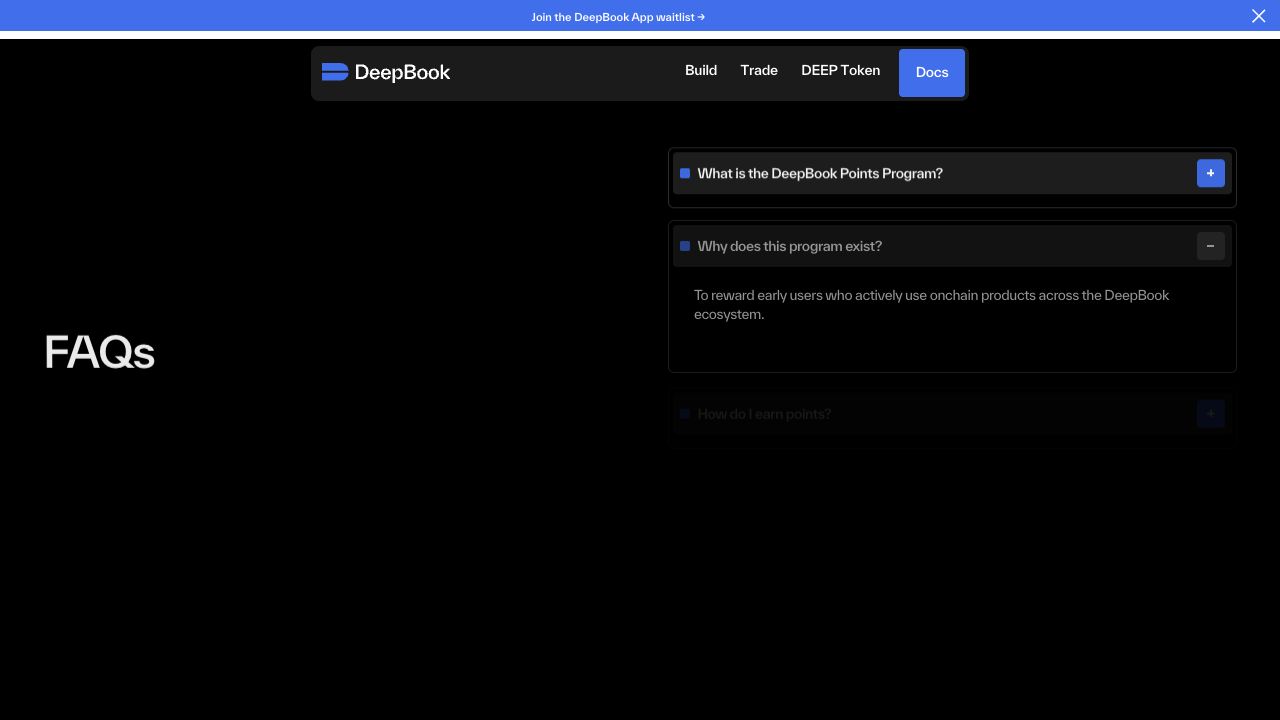 Join the DeepBook App waitlist →
DeepBook
Build
Trade
DEEP Token
Docs
What is the DeepBook Points Program?
Why does this program exist?
To reward early users who actively use onchain products across the DeepBook
ecosystem.
FAQs
How do I earn points?